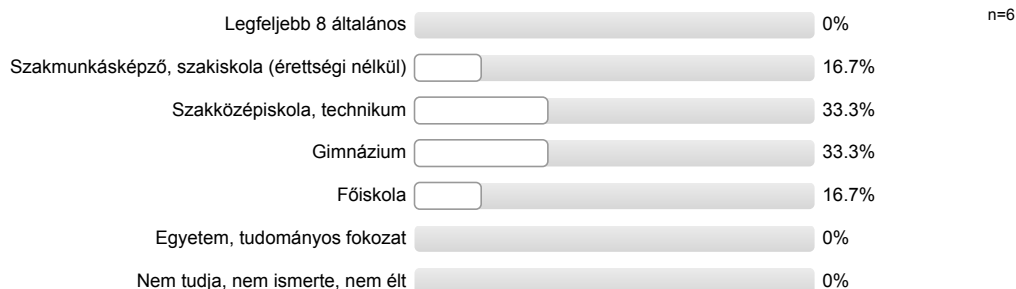 Legfeljebb 8 általános 0% n=6
Szakmunkásképző, szakiskola (érettségi nélkül) 16.7%
Szakközépiskola, technikum 33.3%
Gimnázium 33.3%
Főiskola 16.7%
Egyetem, tudományos fokozat 0%
Nem tudja, nem ismerte, nem élt 0%